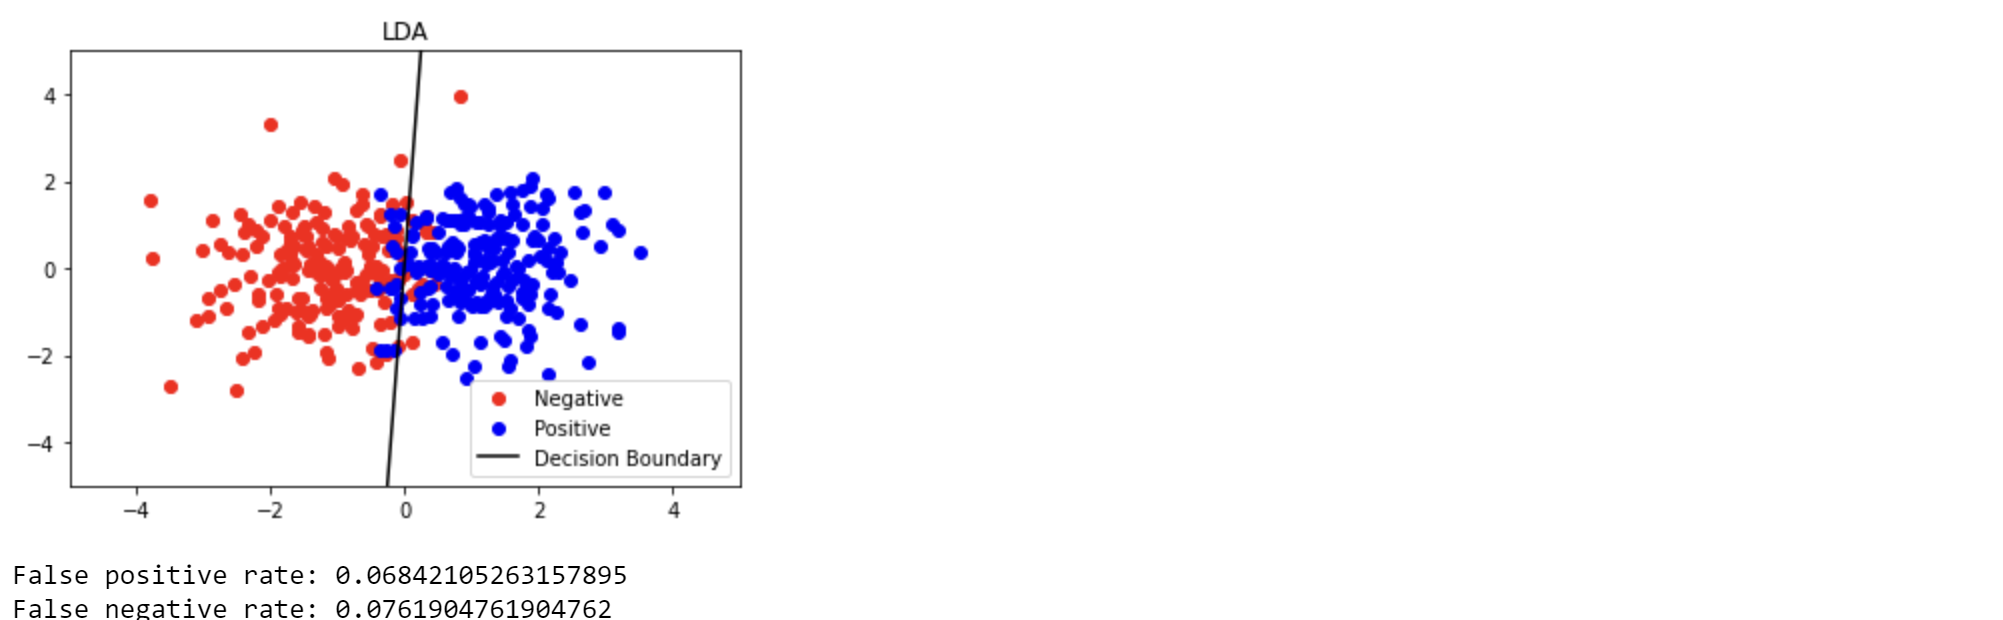 LDA
4
2
0
−2
−4
Negative
Positive
Decision Boundary
−4 −2 0 2 4
False positive rate: 0.06842105263157895
False negative rate: 0.0761904761904762